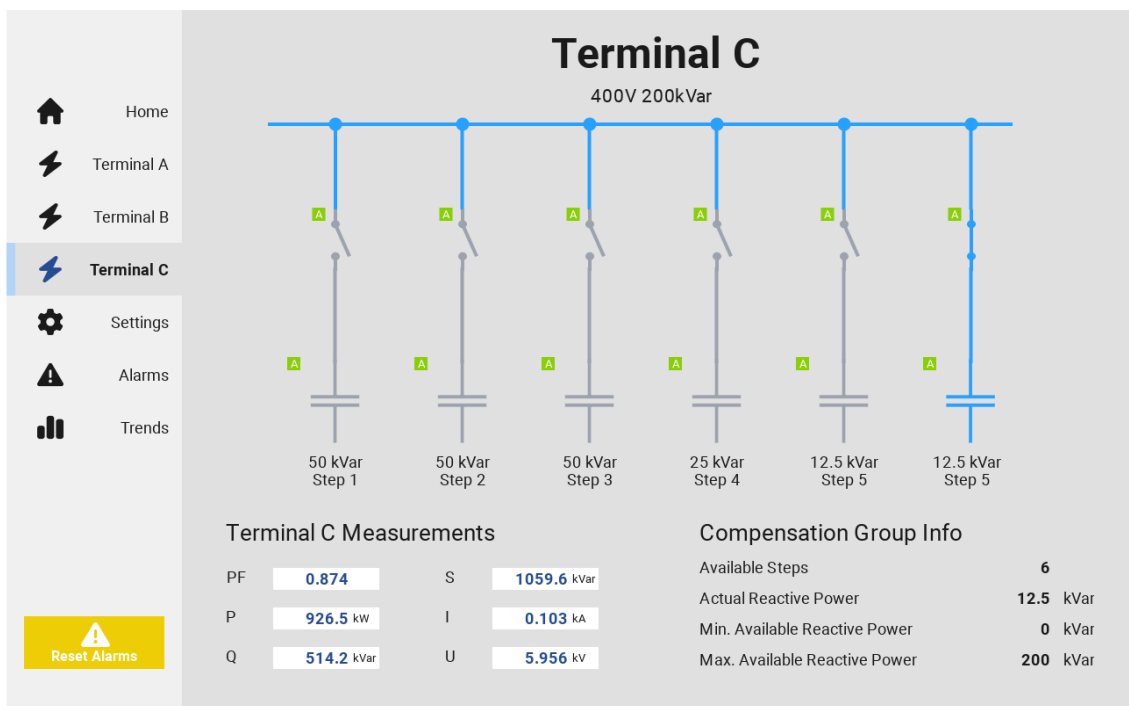 Terminal C
400V 200kVar
Home
Terminal A
Terminal B
Terminal C
Settings
Alarms
Trends
Reset Alarms
A A A A A A
A A A A A A
50 kVar 50 kVar 50 kVar 25 kVar 12.5 kVar 12.5 kVar
Step 1 Step 2 Step 3 Step 4 Step 5 Step 5
Terminal C Measurements
PF 0.874 S 1059.6 kVar
P 926.5 kW I 0.103 kA
Q 514.2 kVar U 5.956 kV
Compensation Group Info
Available Steps 6
Actual Reactive Power 12.5 kVar
Min. Available Reactive Power 0 kVar
Max. Available Reactive Power 200 kVar